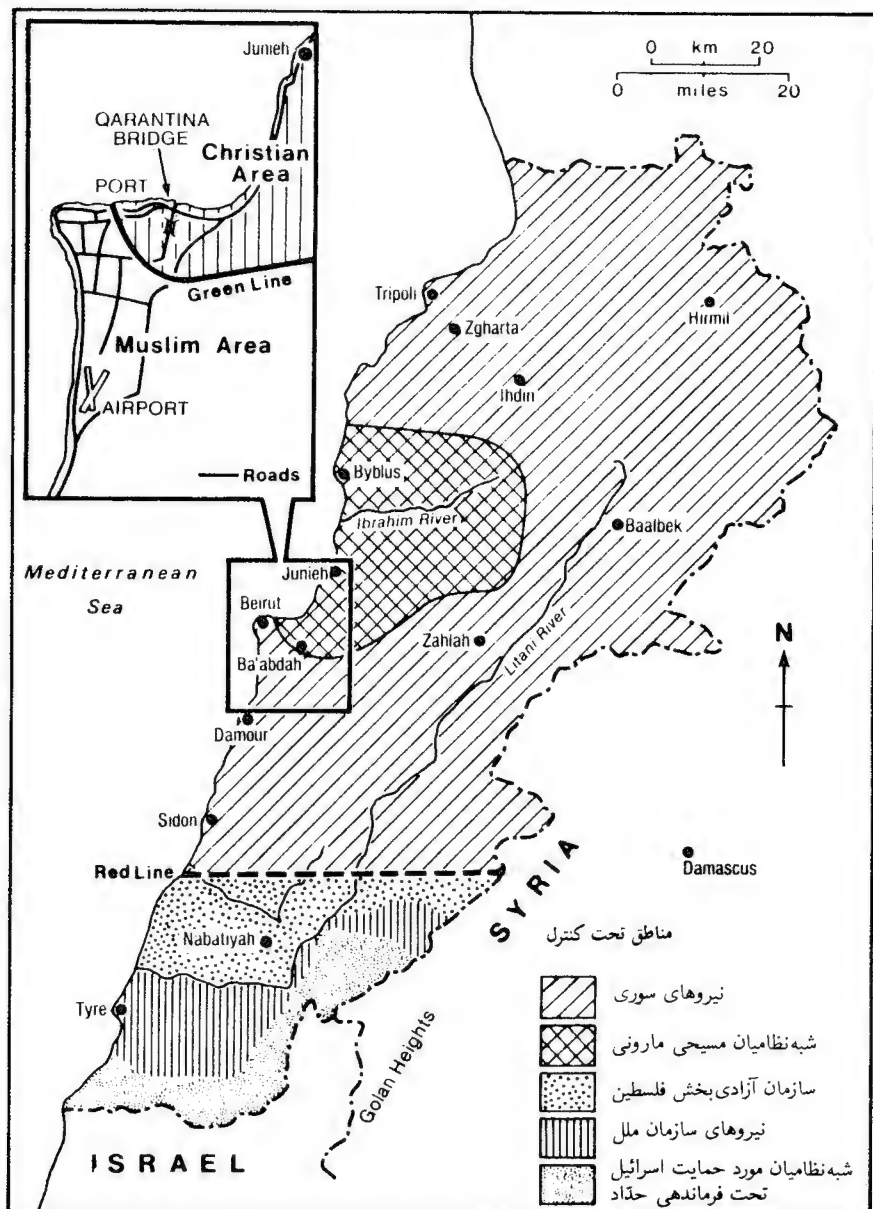 Junieh
QARANTINA
BRIDGE
Christian
Area
PORT
Green Line
Muslim Area
AIRPORT
Roads
0 km 20
0 miles 20
Tripoli
Zgharta
Hirmil
Ihdin
Byblus
Ibrahim River
Baalbek
Mediterranean
Sea
Junieh
Beirut
Ba'abdah
Zahlah
Litani River
N
Damour
Sidon
Red Line
SYRIA
Damascus
Nabatiyah
Tyre
Golan Heights
ISRAEL
مناطق تحت کنترل
نیروهای سوری
شبه‌نظامیان مسیحی مارونی
سازمان آزادی‌بخش فلسطین
نیروهای سازمان ملل
شبه‌نظامیان مورد حمایت اسرائیل
تحت فرماندهی حدّاد